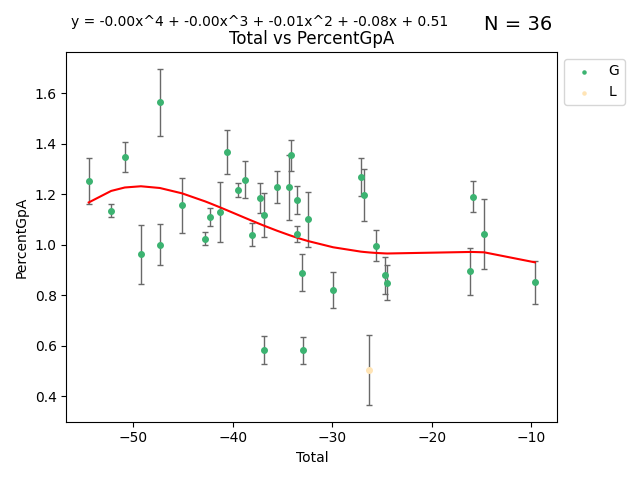 y = -0.00x^4 + -0.00x^3 + -0.01x^2 + -0.08x + 0.51
N = 36
Total vs PercentGpA
G
L
PercentGpA
1.6
1.4
1.2
1.0
0.8
0.6
0.4
−50
−40
−30
−20
−10
Total